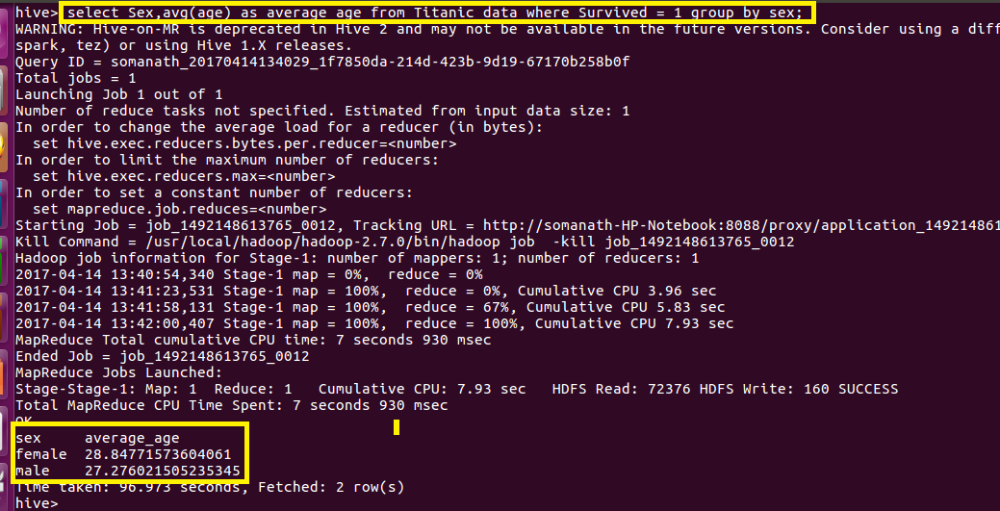 hive> select Sex,avg(age) as average_age from Titanic_data where Survived = 1 group by sex;
WARNING: Hive-on-MR is deprecated in Hive 2 and may not be available in the future versions. Consider using a diff
spark, tez) or using Hive 1.X releases.
Query ID = somanath_20170414134029_1f7850da-214d-423b-9d19-67170b258b0f
Total jobs = 1
Launching Job 1 out of 1
Number of reduce tasks not specified. Estimated from input data size: 1
In order to change the average load for a reducer (in bytes):
  set hive.exec.reducers.bytes.per.reducer=<number>
In order to limit the maximum number of reducers:
  set hive.exec.reducers.max=<number>
In order to set a constant number of reducers:
  set mapreduce.job.reduces=<number>
Starting Job = job_1492148613765_0012, Tracking URL = http://somanath-HP-Notebook:8088/proxy/application_14921486137
Kill Command = /usr/local/hadoop/hadoop-2.7.0/bin/hadoop job  -kill job_1492148613765_0012
Hadoop job information for Stage-1: number of mappers: 1; number of reducers: 1
2017-04-14 13:40:54,340 Stage-1 map = 0%,  reduce = 0%
2017-04-14 13:41:23,531 Stage-1 map = 100%,  reduce = 0%, Cumulative CPU 3.96 sec
2017-04-14 13:41:58,131 Stage-1 map = 100%,  reduce = 67%, Cumulative CPU 5.83 sec
2017-04-14 13:42:00,407 Stage-1 map = 100%,  reduce = 100%, Cumulative CPU 7.93 sec
MapReduce Total cumulative CPU time: 7 seconds 930 msec
Ended Job = job_1492148613765_0012
MapReduce Jobs Launched:
Stage-Stage-1: Map: 1  Reduce: 1   Cumulative CPU: 7.93 sec   HDFS Read: 72376 HDFS Write: 160 SUCCESS
Total MapReduce CPU Time Spent: 7 seconds 930 msec
OK
sex     average_age
female  28.84771573604061
male    27.276021505235345
Time taken: 96.973 seconds, Fetched: 2 row(s)
hive>